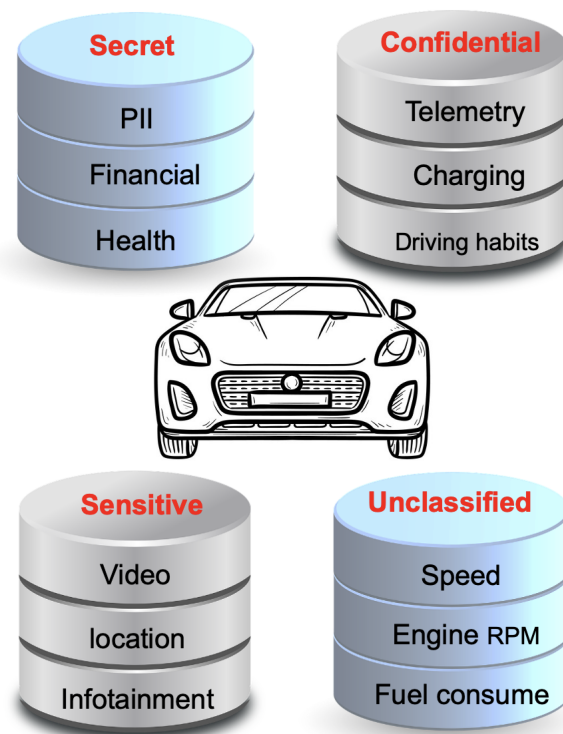 Secret
PII
Financial
Health
Confidential
Telemetry
Charging
Driving habits
Sensitive
Video
location
Infotainment
Unclassified
Speed
Engine RPM
Fuel consume